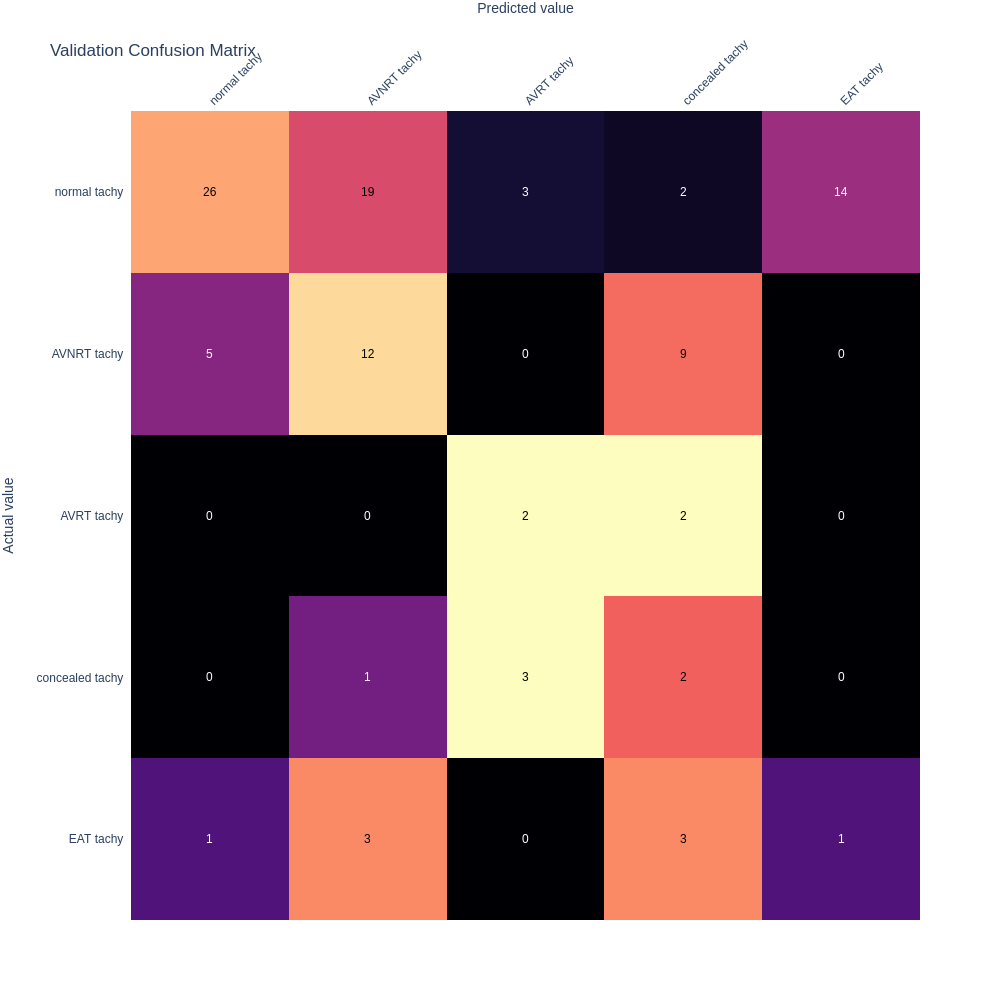 Predicted value
Validation Confusion Matrix
normal tachy AVNRT tachy AVRT tachy concealed tachy EAT tachy
normal tachy 26 19 3 2 14
AVNRT tachy 5 12 0 9 0
AVRT tachy 0 0 2 2 0
Actual value
concealed tachy 0 1 3 2 0
EAT tachy 1 3 0 3 1